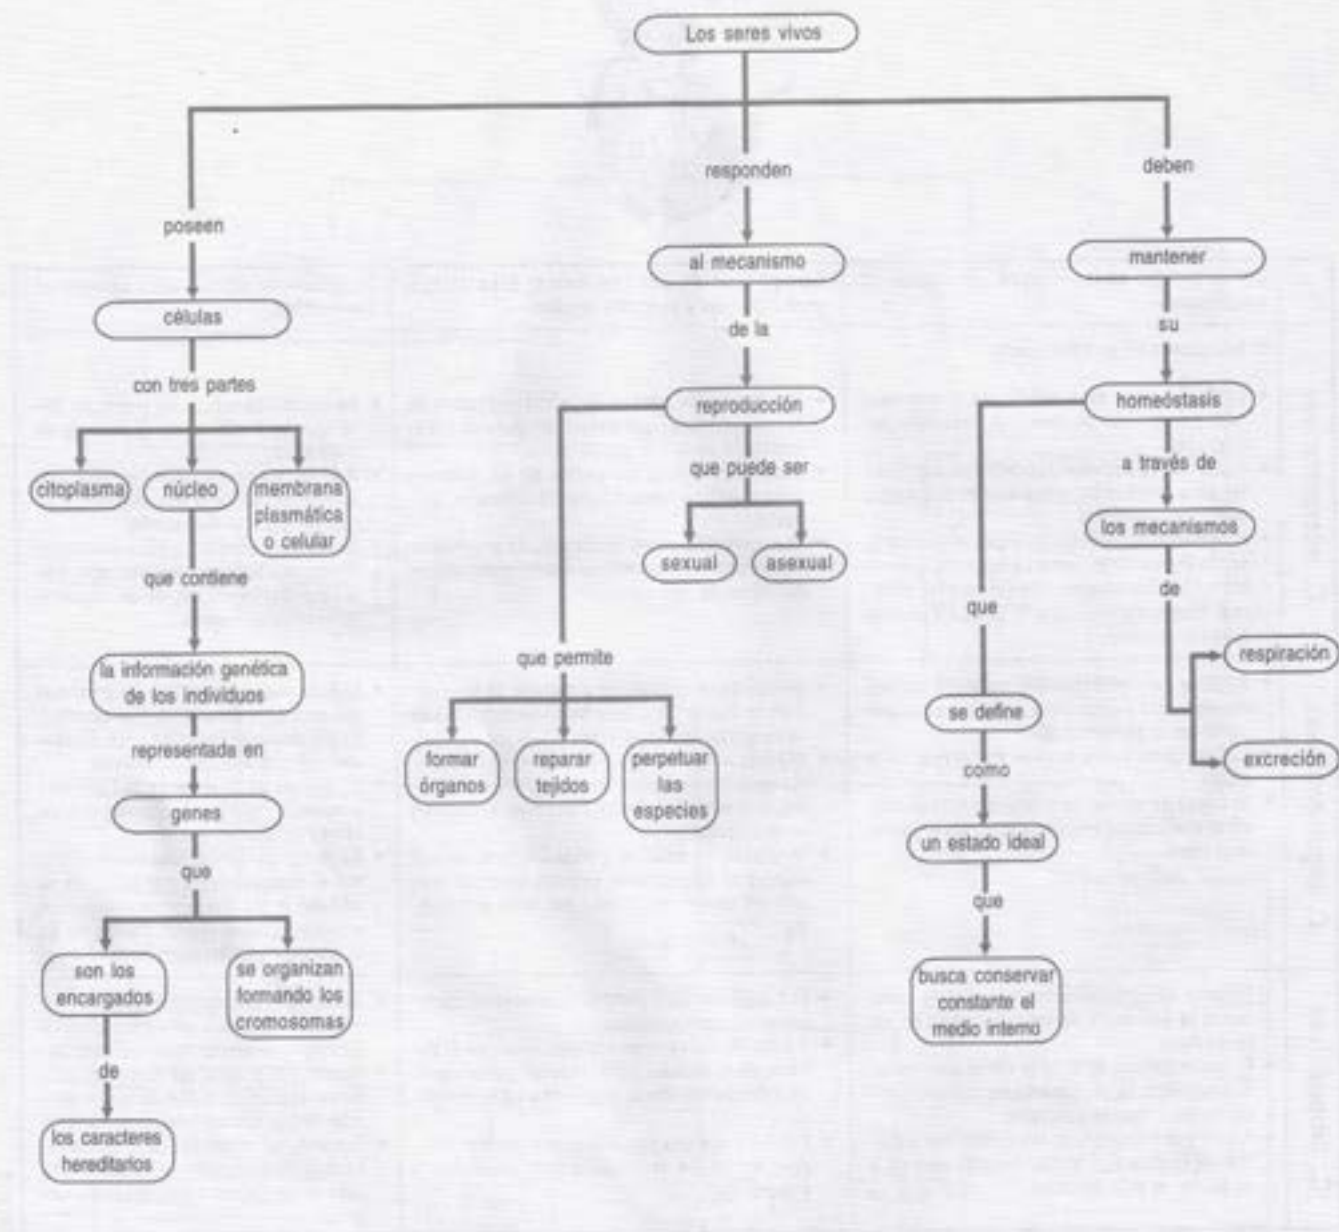 Los seres vivos
poseen
células
con tres partes
citoplasma
núcleo
membrana
plasmática
o celular
que contiene
la información genética
de los individuos
representada en
genes
que
son los
encargados
de
los caracteres
hereditarios
se organizan
formando los
cromosomas
responden
al mecanismo
de la
reproducción
que puede ser
sexual
asexual
que permite
formar
órganos
reparar
tejidos
perpetuar
las
especies
deben
mantener
su
homeóstasis
a través de
los mecanismos
de
respiración
excreción
que
se define
como
un estado ideal
que
busca conservar
constante el
medio interno